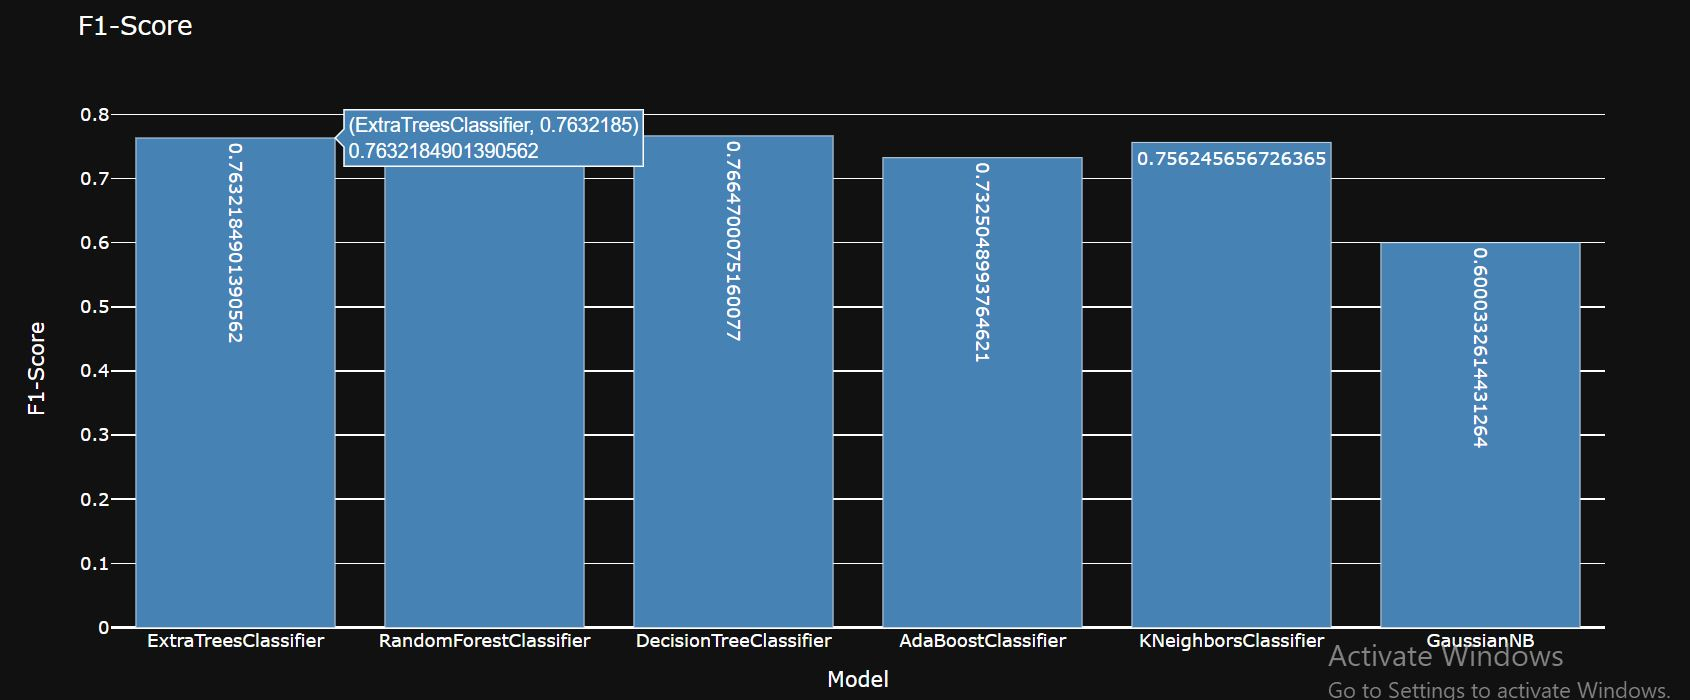 F1-Score
0.8
0.7
0.6
0.5
0.4
0.3
0.2
0.1
0
F1-Score
(ExtraTreesClassifier, 0.7632185)
0.7632184901390562
0.7632184901390562
0.7664700075160077
0.7325048993764621
0.756245656726365
0.6000332614431264
ExtraTreesClassifier
RandomForestClassifier
DecisionTreeClassifier
AdaBoostClassifier
KNeighborsClassifier
GaussianNB
Model
Activate Windows
Go to Settings to activate Windows.